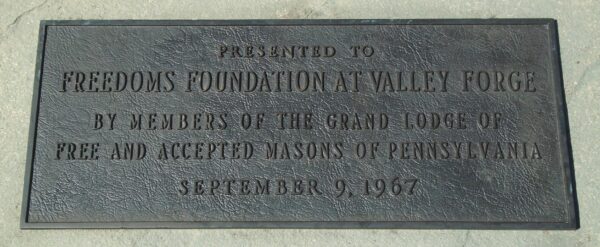 PRESENTED TO
FREEDOMS FOUNDATION AT VALLEY FORGE
BY MEMBERS OF THE GRAND LODGE OF
FREE AND ACCEPTED MASONS OF PENNSYLVANIA
SEPTEMBER 9, 1967